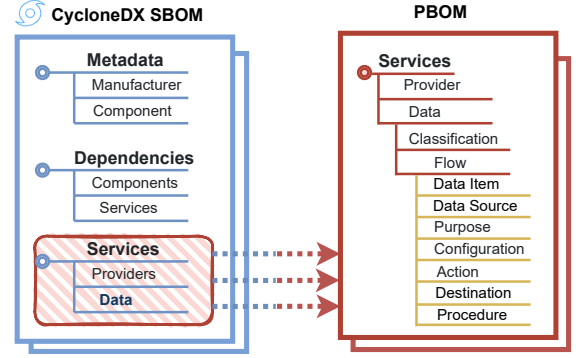 CycloneDX SBOM
Metadata
Manufacturer
Component
Dependencies
Components
Services
Services
Providers
Data
PBOM
Services
Provider
Data
Classification
Flow
Data Item
Data Source
Purpose
Configuration
Action
Destination
Procedure